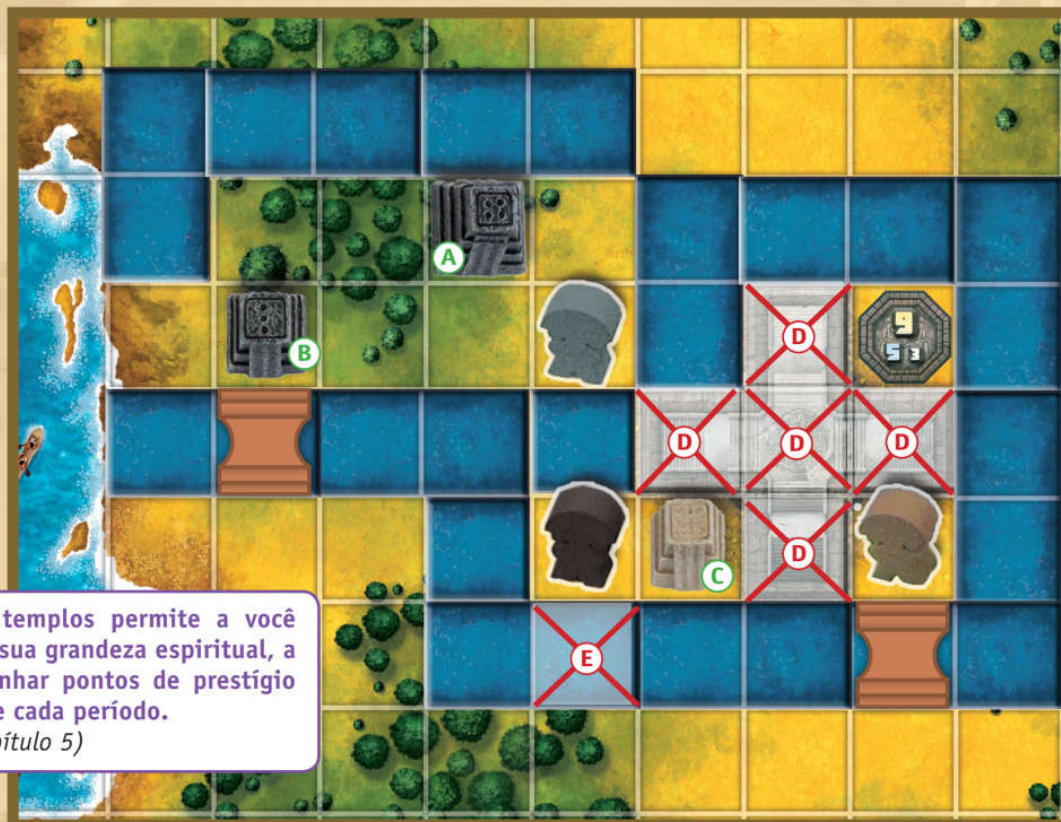 A
B
D
9
5 3
D
D
D
C
D
E
templos permite a você
sua grandeza espiritual, a
nhar pontos de prestígio
e cada período.
pítulo 5)